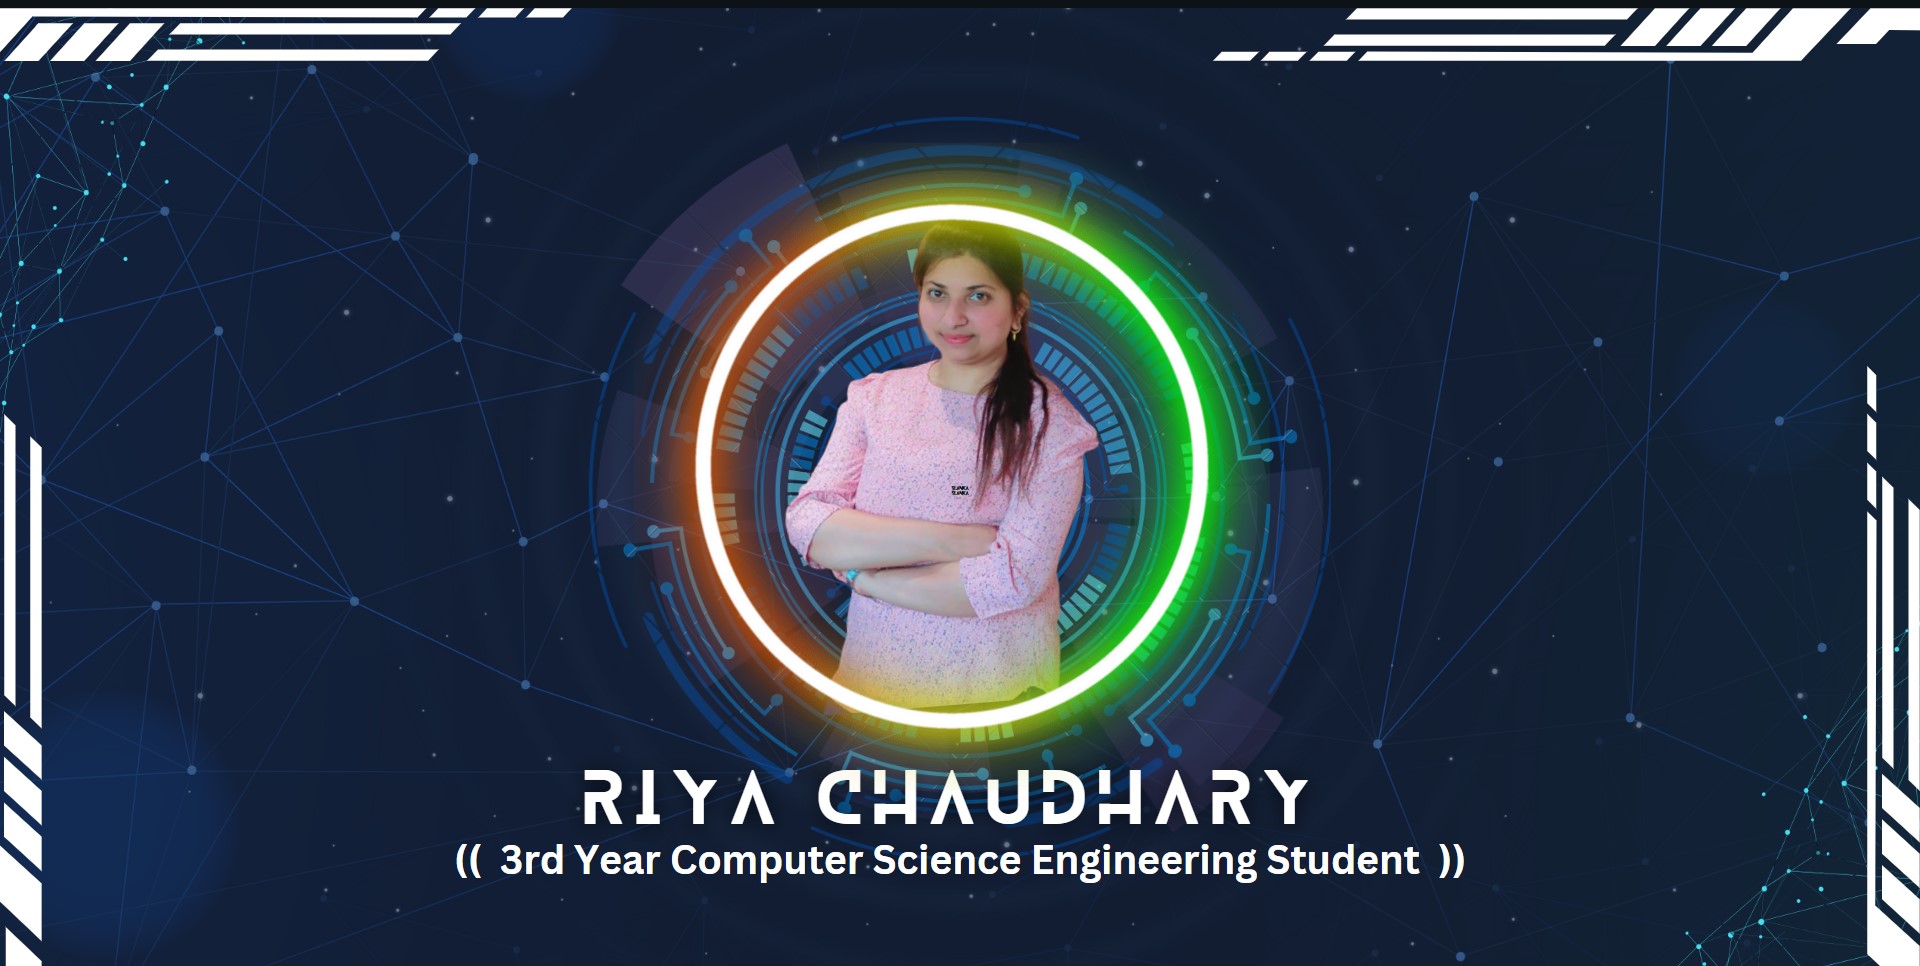 RIYA CHAUDHARY
(( 3rd Year Computer Science Engineering Student ))